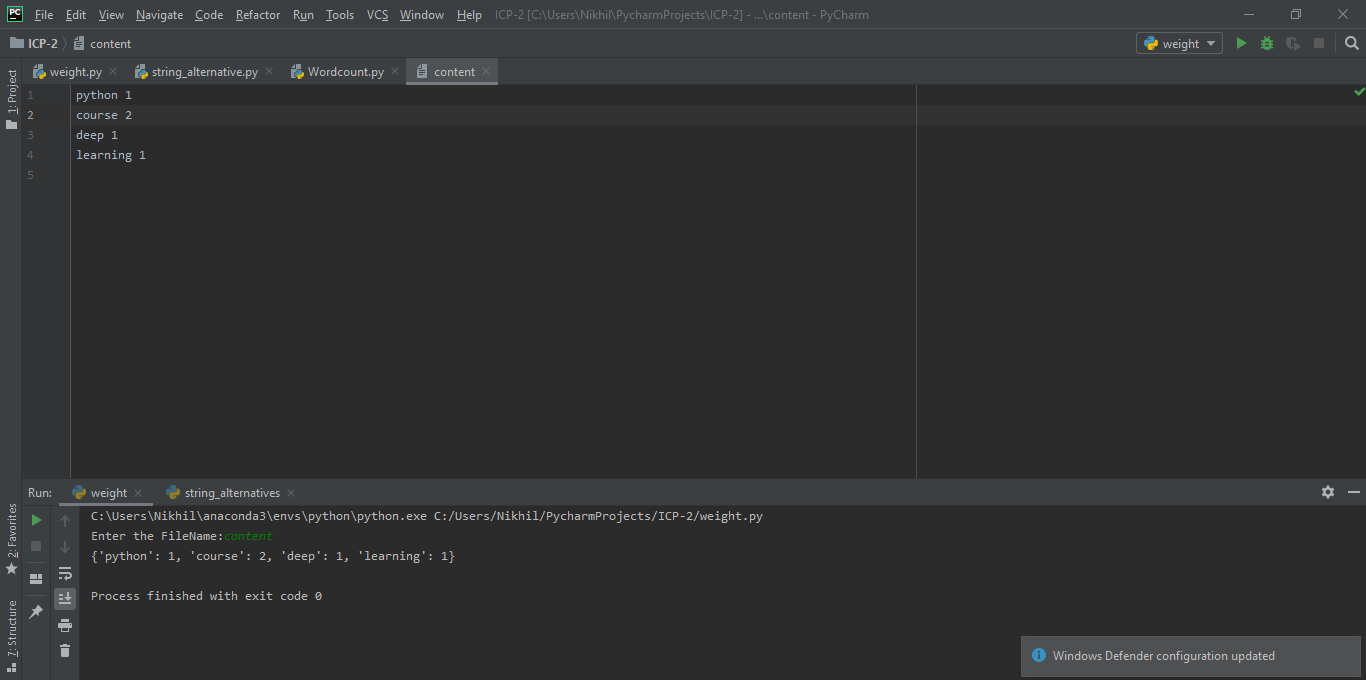 PC File Edit View Navigate Code Refactor Run Tools VCS Window Help ICP-2 [C:\Users\Nikhil\PycharmProjects\ICP-2] - ...\content - PyCharm
ICP-2 content weight
1: Project
weight.py string_alternative.py Wordcount.py content
1 python 1
2 course 2
3 deep 1
4 learning 1
5
Run: weight string_alternatives
2: Favorites
7: Structure
C:\Users\Nikhil\anaconda3\envs\python\python.exe C:/Users/Nikhil/PycharmProjects/ICP-2/weight.py
Enter the FileName:content
{'python': 1, 'course': 2, 'deep': 1, 'learning': 1}
Process finished with exit code 0
Windows Defender configuration updated